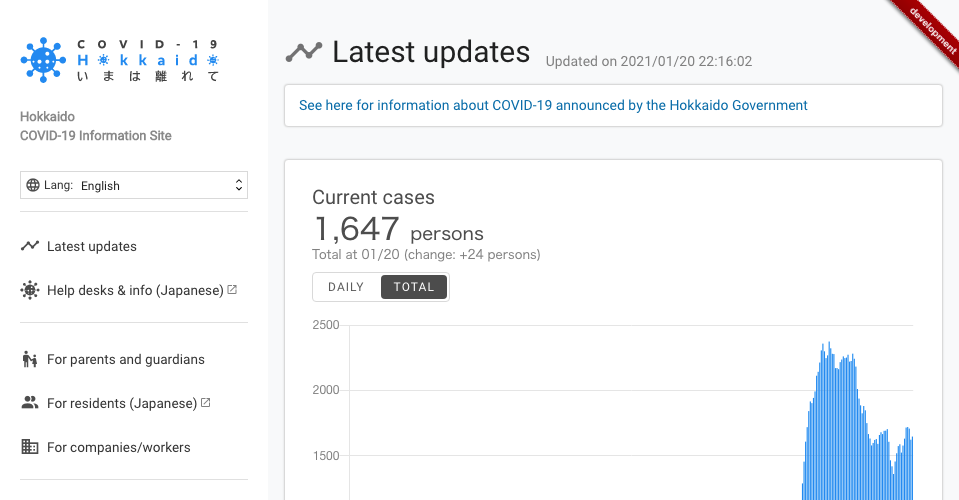 COVID-19
Hokkaido
いまは離れて
Hokkaido
COVID-19 Information Site
Lang: English
Latest updates
Help desks & info (Japanese)
For parents and guardians
For residents (Japanese)
For companies/workers
development
Latest updates Updated on 2021/01/20 22:16:02
See here for information about COVID-19 announced by the Hokkaido Government
Current cases
1,647 persons
Total at 01/20 (change: +24 persons)
DAILY TOTAL
2500
2000
1500